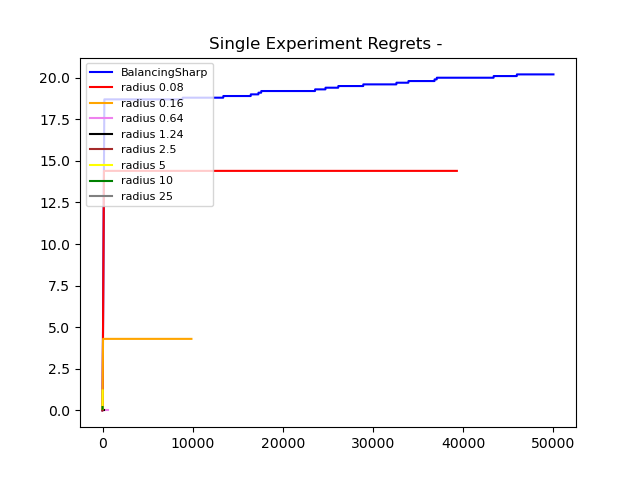 Single Experiment Regrets -
20.0
17.5
15.0
12.5
10.0
7.5
5.0
2.5
0.0
BalancingSharp
radius 0.08
radius 0.16
radius 0.64
radius 1.24
radius 2.5
radius 5
radius 10
radius 25
0 10000 20000 30000 40000 50000